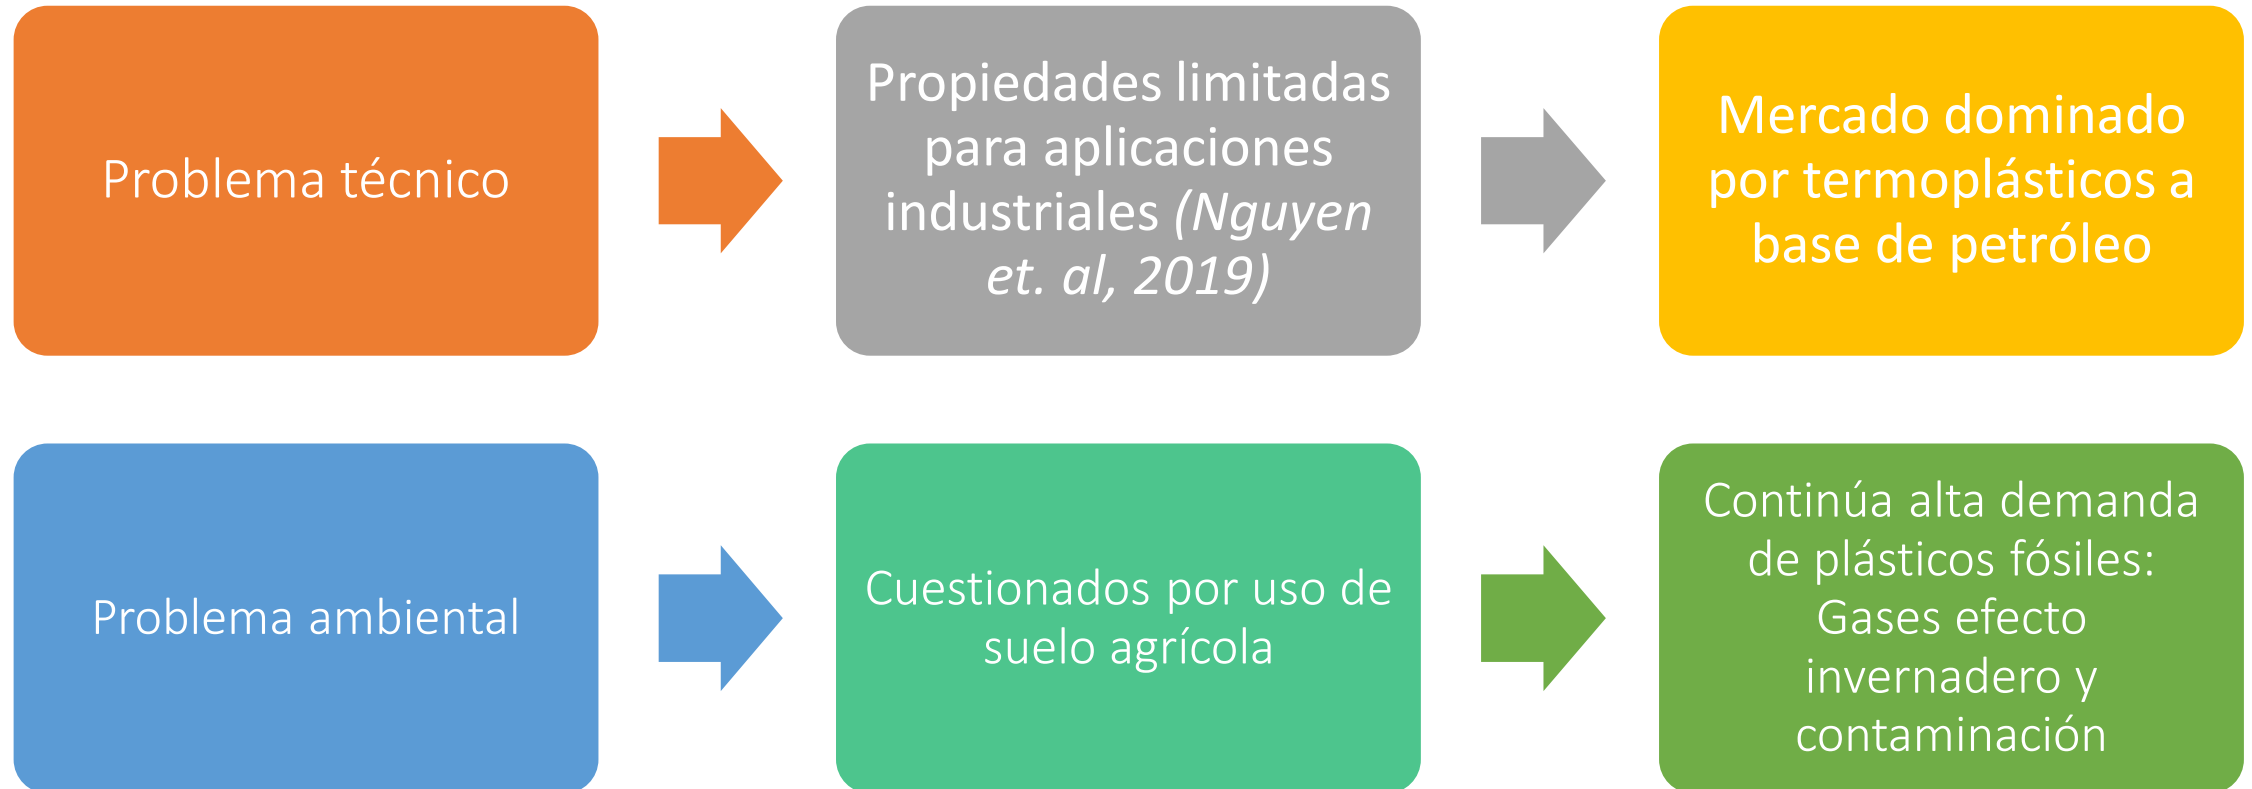 Problema técnico
Propiedades limitadas
para aplicaciones
industriales (Nguyen
et. al, 2019)
Mercado dominado
por termoplásticos a
base de petróleo
Problema ambiental
Cuestionados por uso de
suelo agrícola
Continúa alta demanda
de plásticos fósiles:
Gases efecto
invernadero y
contaminación